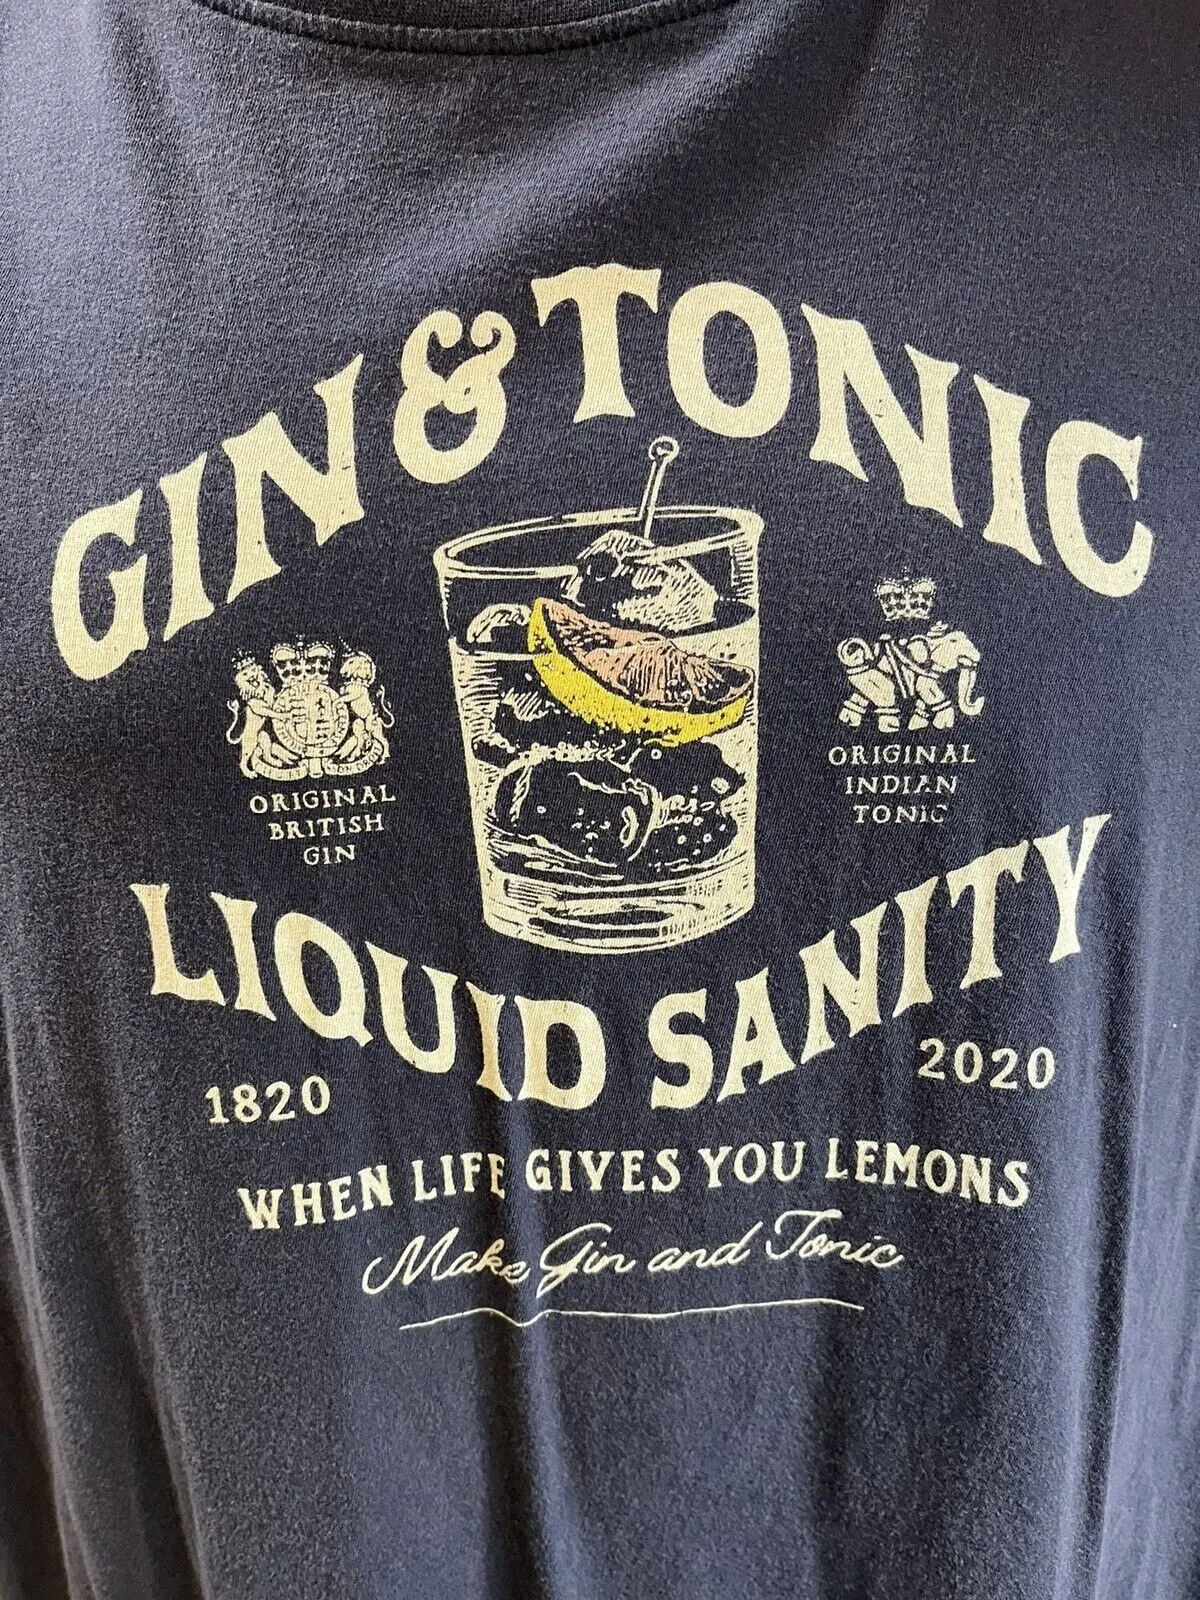 GIN & TONIC
ORIGINAL
BRITISH
GIN
ORIGINAL
INDIAN
TONIC
LIQUID SANITY
1820
2020
WHEN LIFE GIVES YOU LEMONS
Make Gin and Tonic